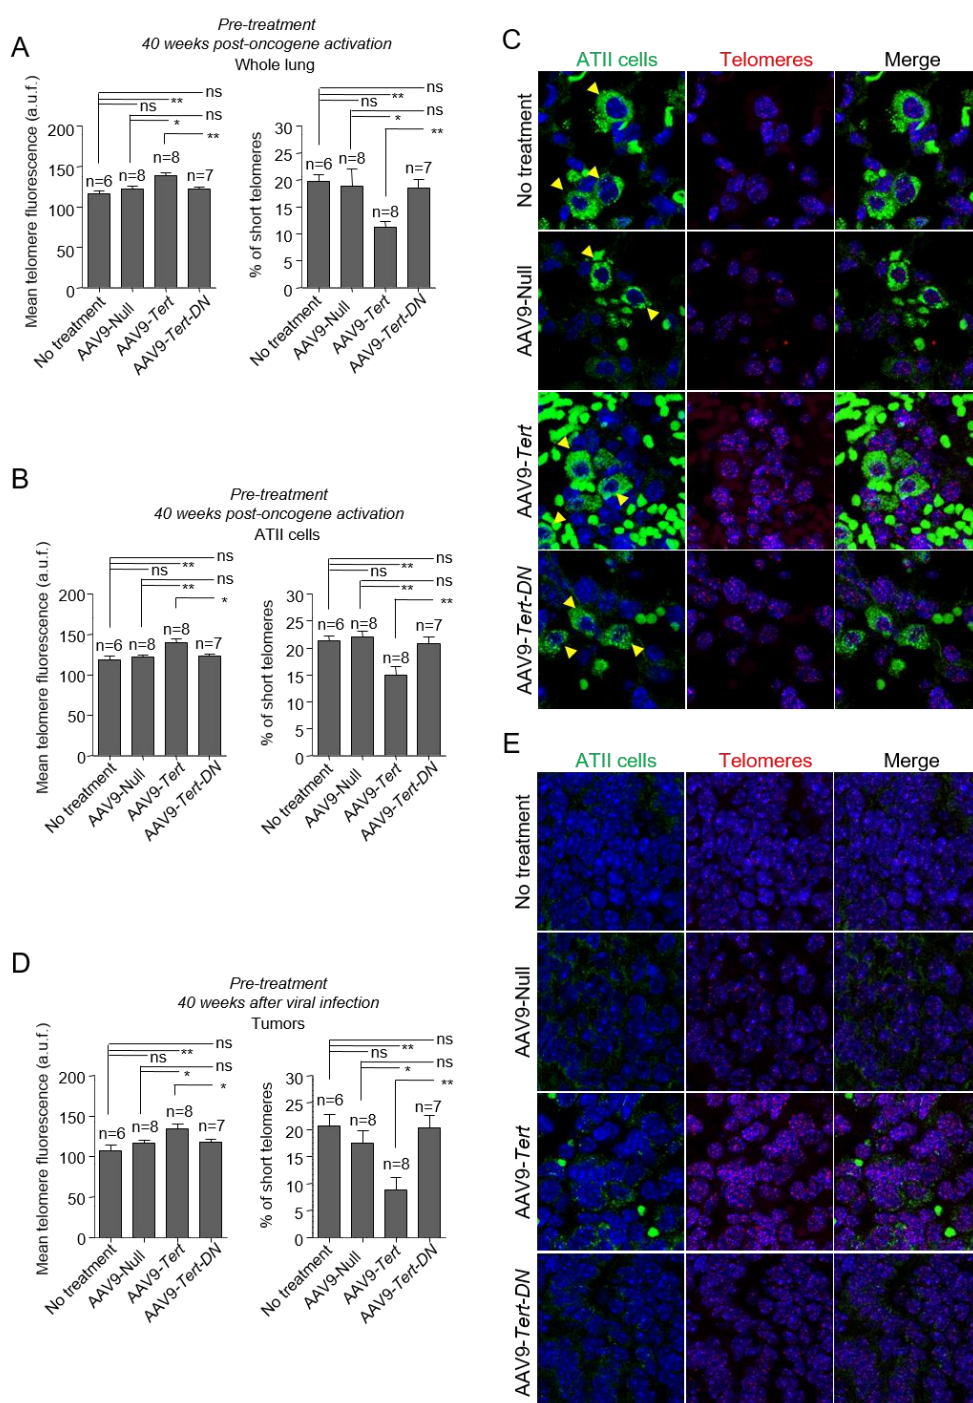 A
Pre-treatment
40 weeks post-oncogene activation
Whole lung
Mean telomere fluorescence (a.u.f.)
200
150
100
50
0
ns
**
ns
ns
*
**
n=6
n=8
n=8
n=7
No treatment
AAV9-Null
AAV9-Tert
AAV9-Tert-DN
% of short telomeres
30
25
20
15
10
5
0
ns
**
ns
ns
*
**
n=6
n=8
n=8
n=7
No treatment
AAV9-Null
AAV9-Tert
AAV9-Tert-DN
B
Pre-treatment
40 weeks post-oncogene activation
ATII cells
Mean telomere fluorescence (a.u.f.)
200
150
100
50
0
ns
**
ns
ns
**
*
n=6
n=8
n=8
n=7
No treatment
AAV9-Null
AAV9-Tert
AAV9-Tert-DN
% of short telomeres
30
25
20
15
10
5
0
ns
**
ns
ns
**
**
n=6
n=8
n=8
n=7
No treatment
AAV9-Null
AAV9-Tert
AAV9-Tert-DN
D
Pre-treatment
40 weeks after viral infection
Tumors
Mean telomere fluorescence (a.u.f.)
200
150
100
50
0
ns
**
ns
ns
*
*
n=6
n=8
n=8
n=7
No treatment
AAV9-Null
AAV9-Tert
AAV9-Tert-DN
% of short telomeres
30
25
20
15
10
5
0
ns
**
ns
ns
*
**
n=6
n=8
n=8
n=7
No treatment
AAV9-Null
AAV9-Tert
AAV9-Tert-DN
C
ATII cells Telomeres Merge
No treatment
AAV9-Null
AAV9-Tert
AAV9-Tert-DN
E
ATII cells Telomeres Merge
No treatment
AAV9-Null
AAV9-Tert
AAV9-Tert-DN